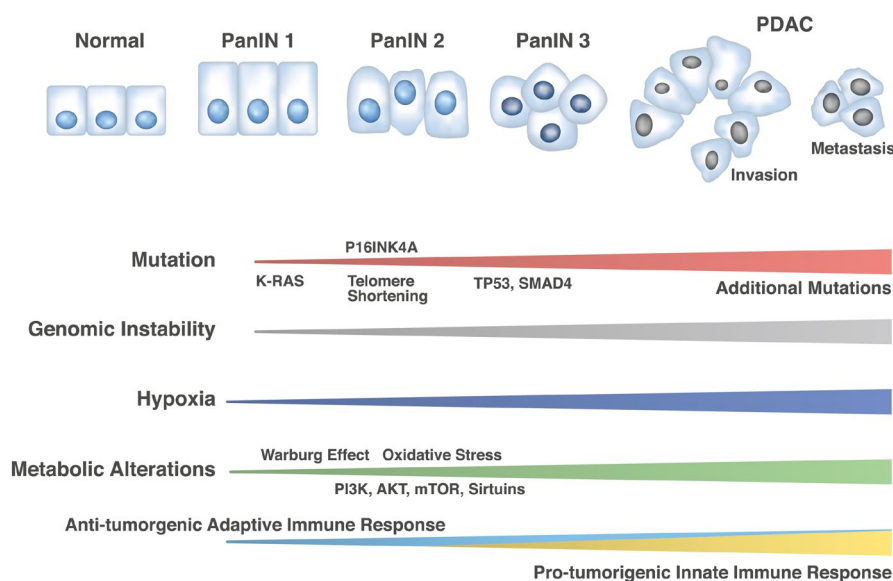 Normal
PanIN 1
PanIN 2
PanIN 3
PDAC
Invasion
Metastasis
Mutation
P16INK4A
K-RAS
Telomere
Shortening
TP53, SMAD4
Additional Mutations
Genomic Instability
Hypoxia
Metabolic Alterations
Warburg Effect
Oxidative Stress
PI3K, AKT, mTOR, Sirtuins
Anti-tumorgenic Adaptive Immune Response
Pro-tumorigenic Innate Immune Response